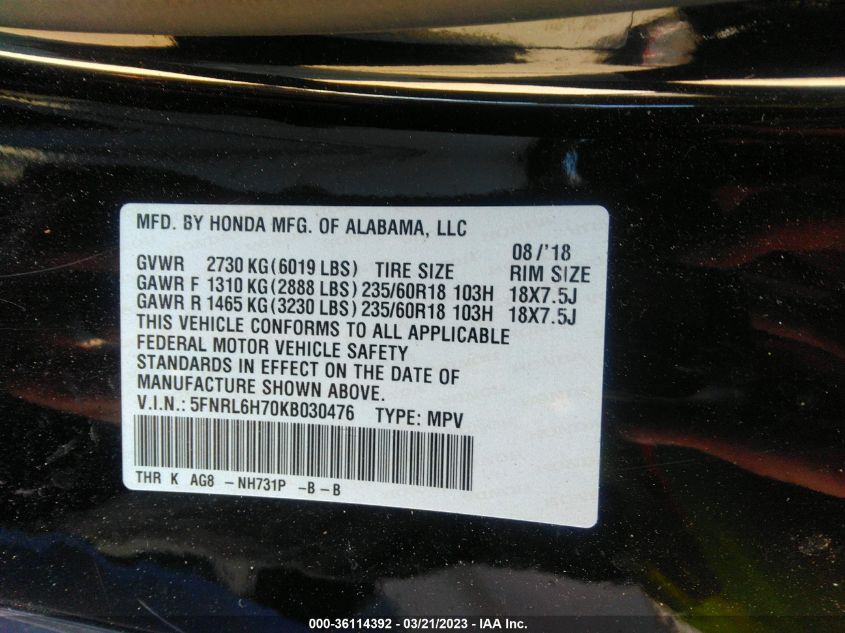 MFD. BY HONDA MFG. OF ALABAMA, LLC
08/'18
GVWR 2730 KG(6019 LBS) TIRE SIZE RIM SIZE
GAWR F 1310 KG(2888 LBS) 235/60R18 103H 18X7.5J
GAWR R 1465 KG(3230 LBS) 235/60R18 103H 18X7.5J
THIS VEHICLE CONFORMS TO ALL APPLICABLE
FEDERAL MOTOR VEHICLE SAFETY
STANDARDS IN EFFECT ON THE DATE OF
MANUFACTURE SHOWN ABOVE.
V.I.N.: 5FNRL6H70KB030476 TYPE: MPV
THR K AG8 -NH731P -B-B
000-36114392 - 03/21/2023 - IAA Inc.